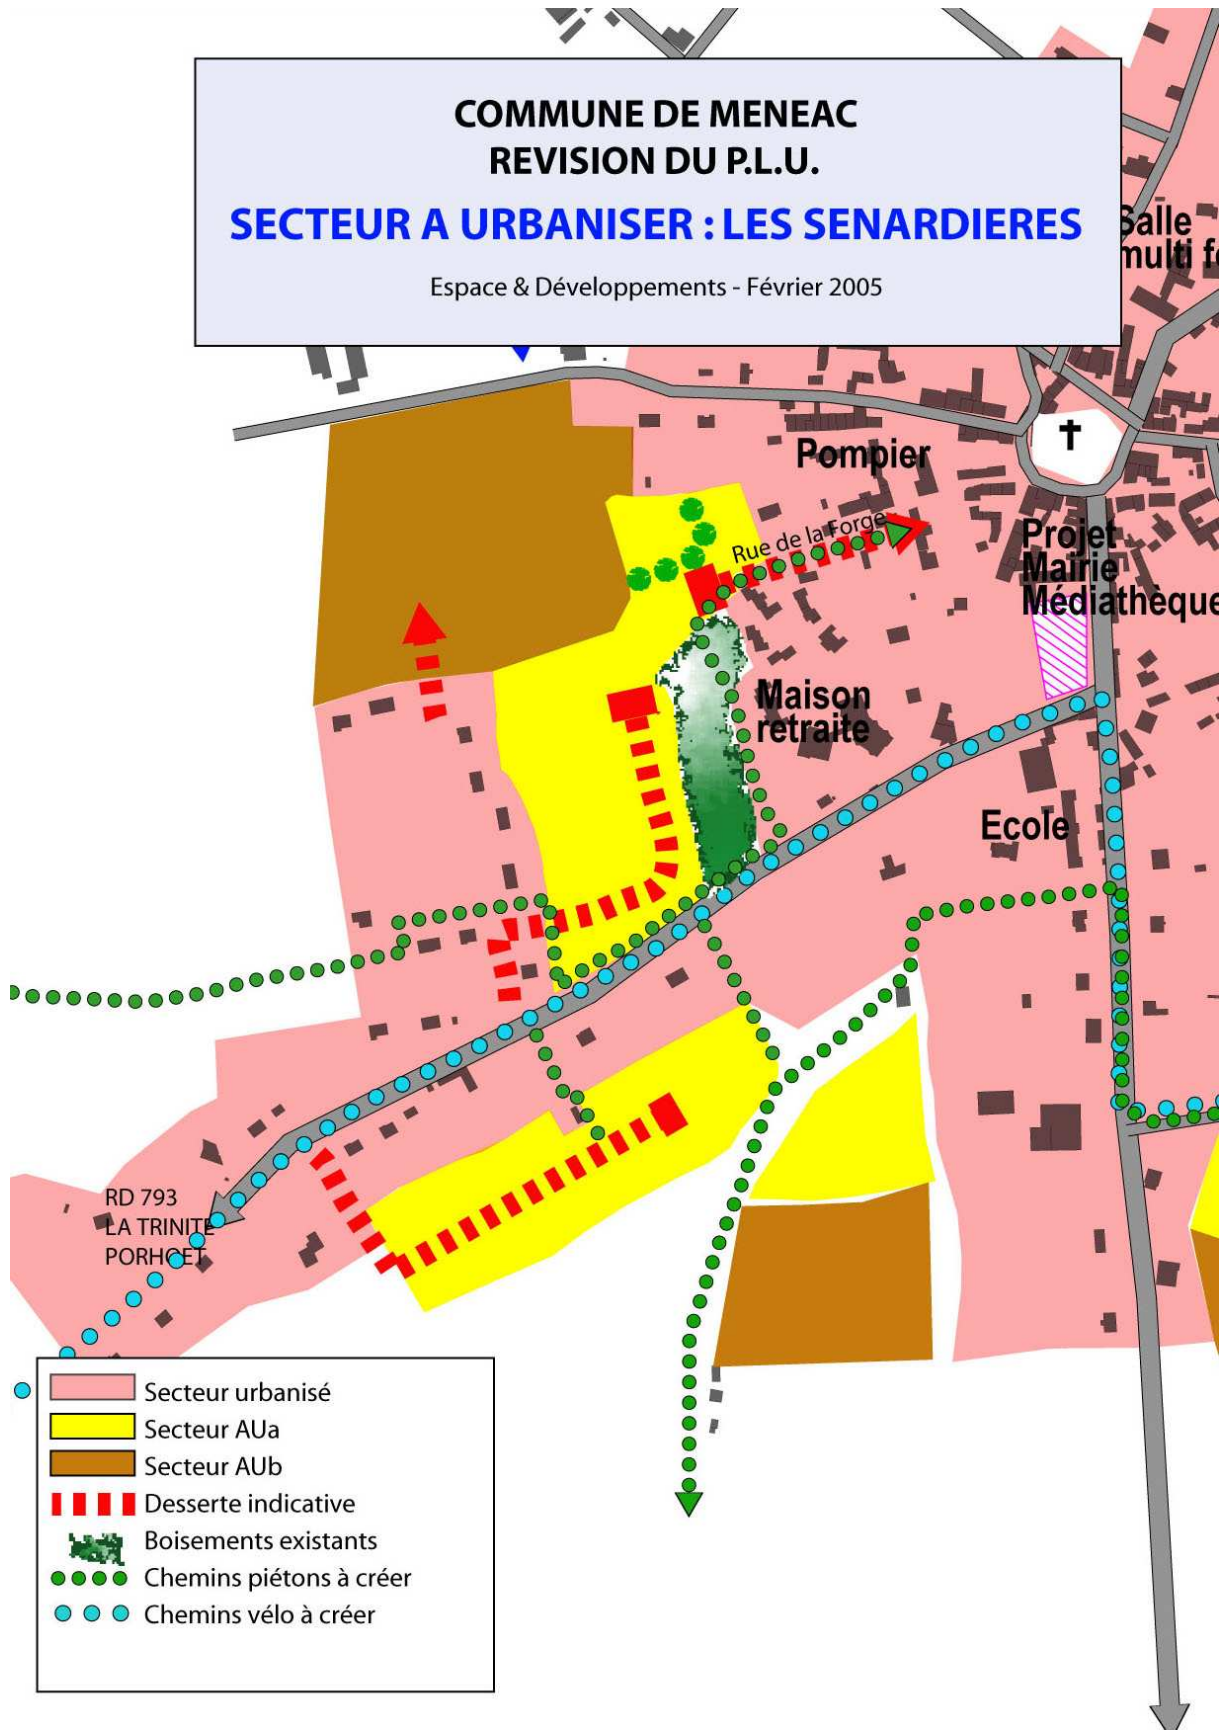 COMMUNE DE MENEAC
REVISION DU P.L.U.
SECTEUR A URBANISER : LES SENARDIERES
Espace & Développements - Février 2005
Salle
multi
Pompier
Rue de la Forge
Projet
Mairie
Médiathèque
Maison
retraite
Ecole
RD 793
LA TRINITE
PORHOET
Secteur urbanisé
Secteur AUa
Secteur AUb
Desserte indicative
Boisements existants
Chemins piétons à créer
Chemins vélo à créer